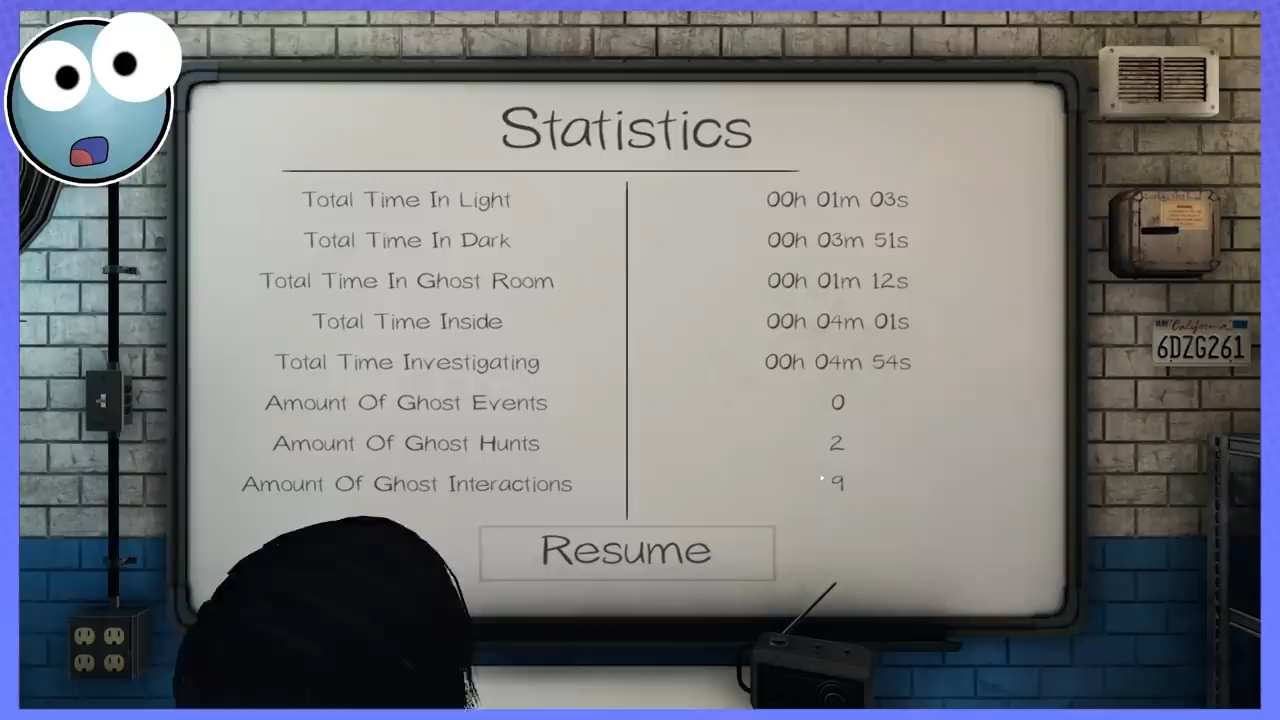 Statistics
Total Time In Light 00h 01m 03s
Total Time In Dark 00h 03m 51s
Total Time In Ghost Room 00h 01m 12s
Total Time Inside 00h 04m 01s
Total Time Investigating 00h 04m 54s
Amount Of Ghost Events 0
Amount Of Ghost Hunts 2
Amount Of Ghost Interactions 9
Resume
California
6DZG261